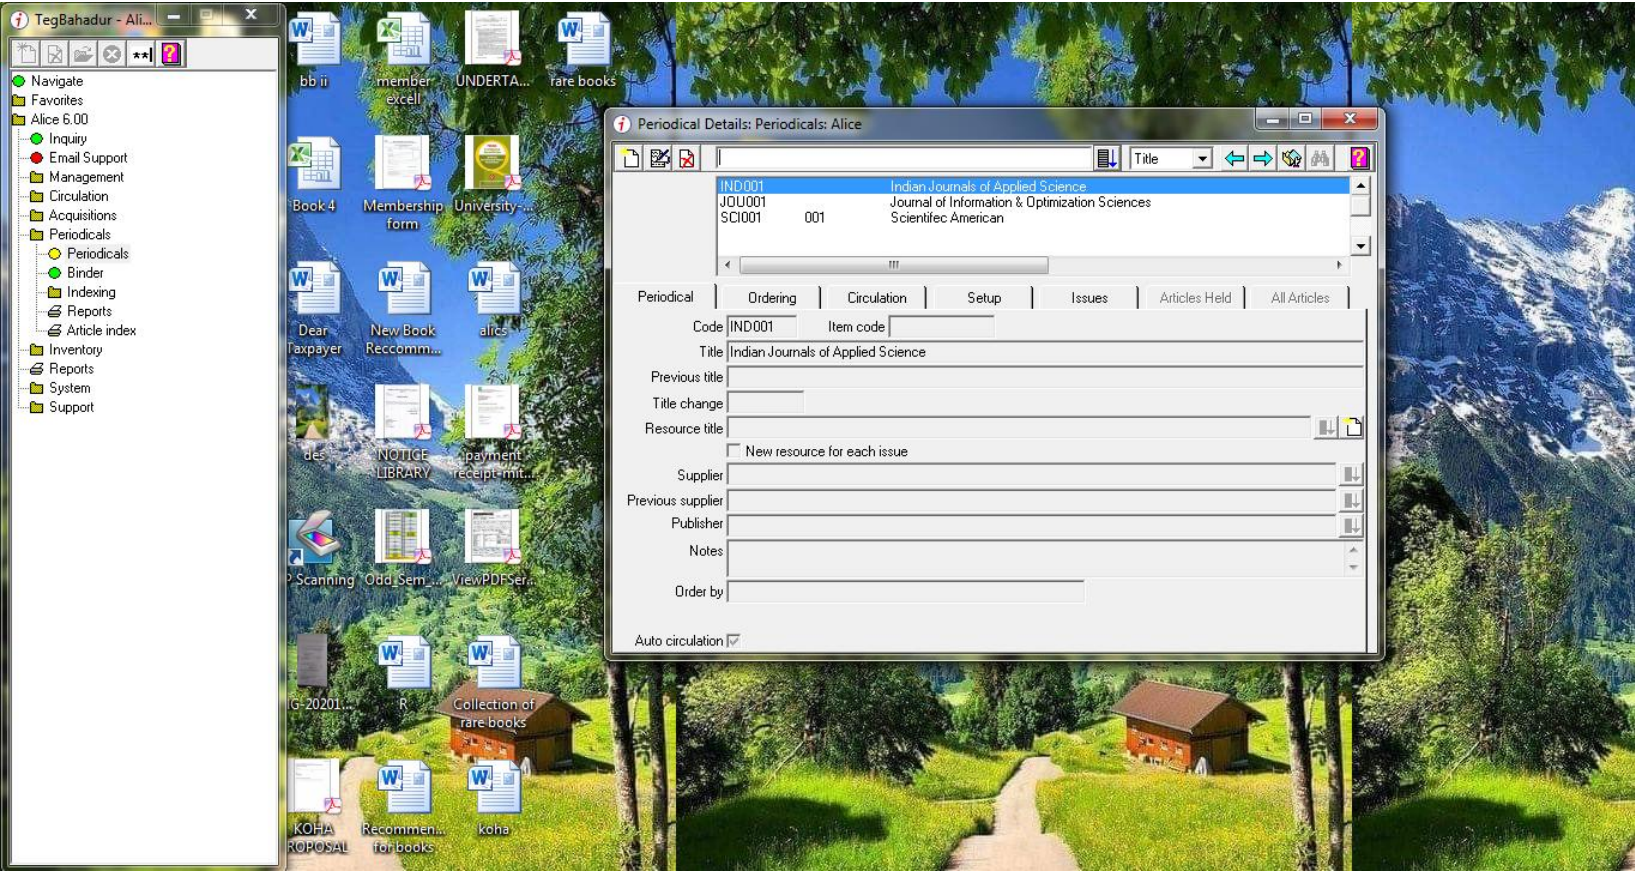 TegBahadur - Ali...
Navigate
Favorites
Alice 6.00
Inquiry
Email Support
Management
Circulation
Acquisitions
Periodicals
Periodicals
Binder
Indexing
Reports
Article index
Inventory
Reports
System
Support
bb ii
member
excell
UNDERTA...
rare books
Book 4
Membership
form
University-...
Dear
Taxpayer
New Book
Reccomm...
alics
des
NOTICE
LIBRARY
payment
receipt-mit...
P Scanning
Odd_Sem_...
ViewPDFSer...
IG-20201...
R
Collection of
rare books
KOHA
ROPOSAL
Recommen...
for books
koha
Periodical Details: Periodicals: Alice
Title
IND001 Indian Journals of Applied Science
JOU001 Journal of Information & Optimization Sciences
SCI001 001 Scientifec American
Periodical Ordering Circulation Setup Issues Articles Held All Articles
Code IND001 Item code
Title Indian Journals of Applied Science
Previous title
Title change
Resource title
New resource for each issue
Supplier
Previous supplier
Publisher
Notes
Order by
Auto circulation